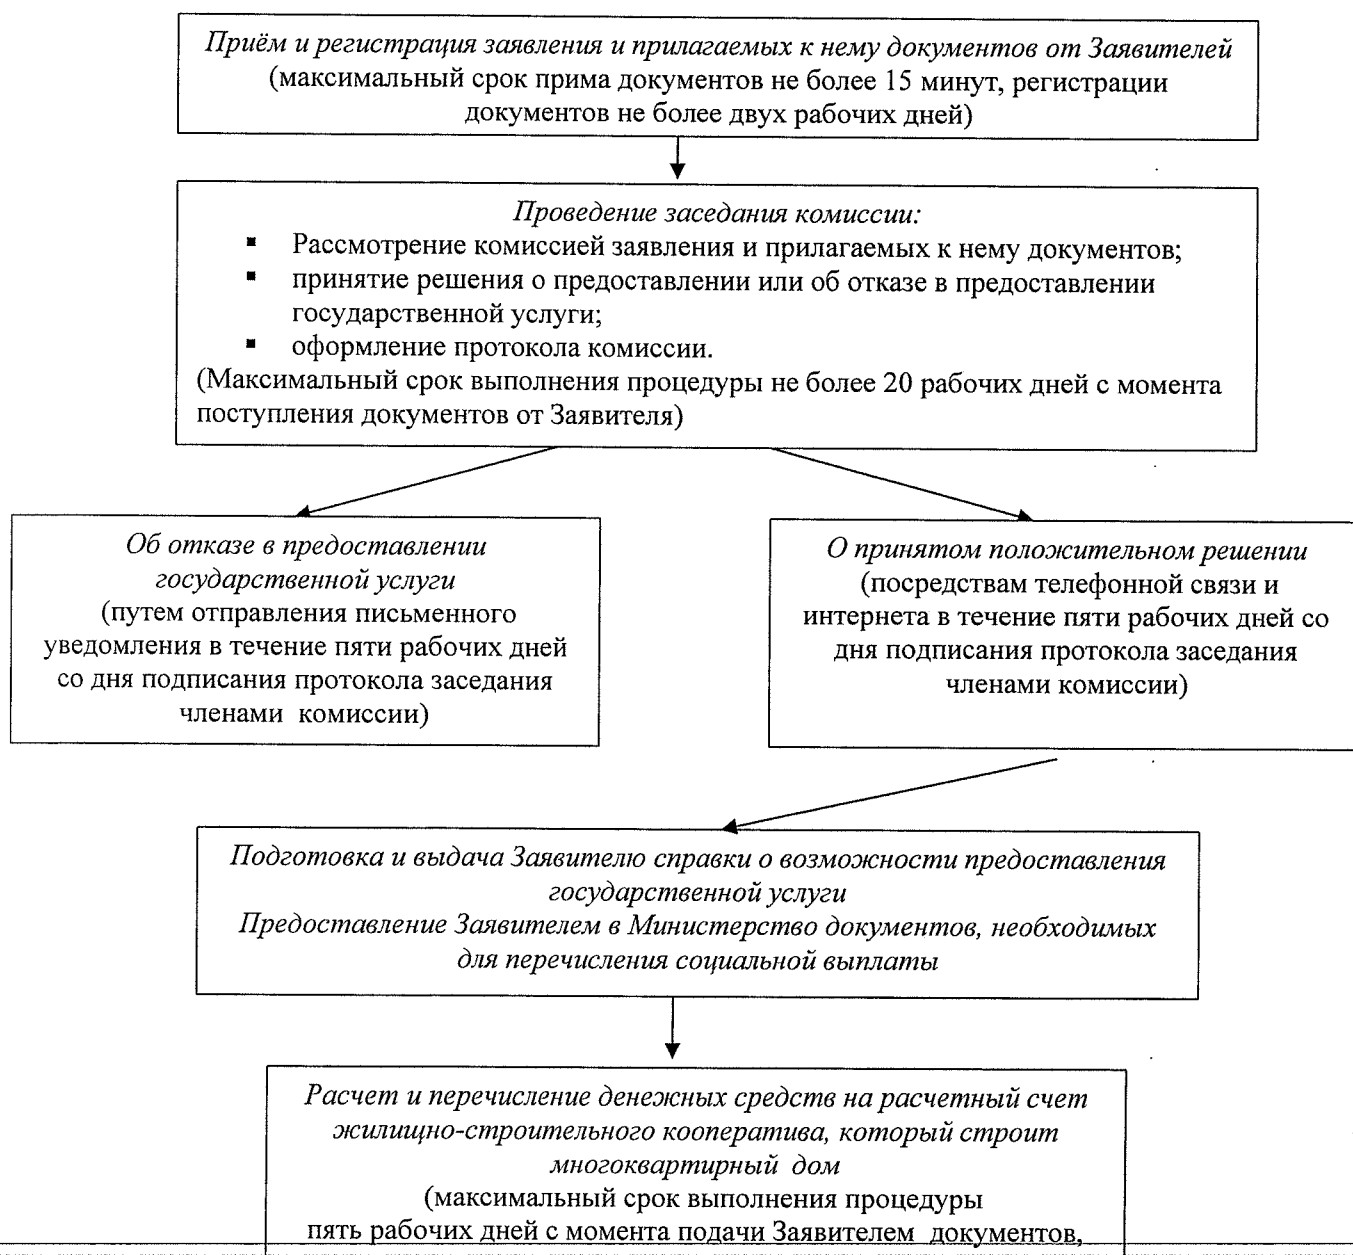 Приём и регистрация заявления и прилагаемых к нему документов от Заявителей
(максимальный срок прима документов не более 15 минут, регистрации
документов не более двух рабочих дней)
Проведение заседания комиссии:
▪ Рассмотрение комиссией заявления и прилагаемых к нему документов;
▪ принятие решения о предоставлении или об отказе в предоставлении
государственной услуги;
▪ оформление протокола комиссии.
(Максимальный срок выполнения процедуры не более 20 рабочих дней с момента
поступления документов от Заявителя)
Об отказе в предоставлении
государственной услуги
(путем отправления письменного
уведомления в течение пяти рабочих дней
со дня подписания протокола заседания
членами комиссии)
О принятом положительном решении
(посредствам телефонной связи и
интернета в течение пяти рабочих дней со
дня подписания протокола заседания
членами комиссии)
Подготовка и выдача Заявителю справки о возможности предоставления
государственной услуги
Предоставление Заявителем в Министерство документов, необходимых
для перечисления социальной выплаты
Расчет и перечисление денежных средств на расчетный счет
жилищно-строительного кооператива, который строит
многоквартирный дом
(максимальный срок выполнения процедуры
пять рабочих дней с момента подачи Заявителем документов,